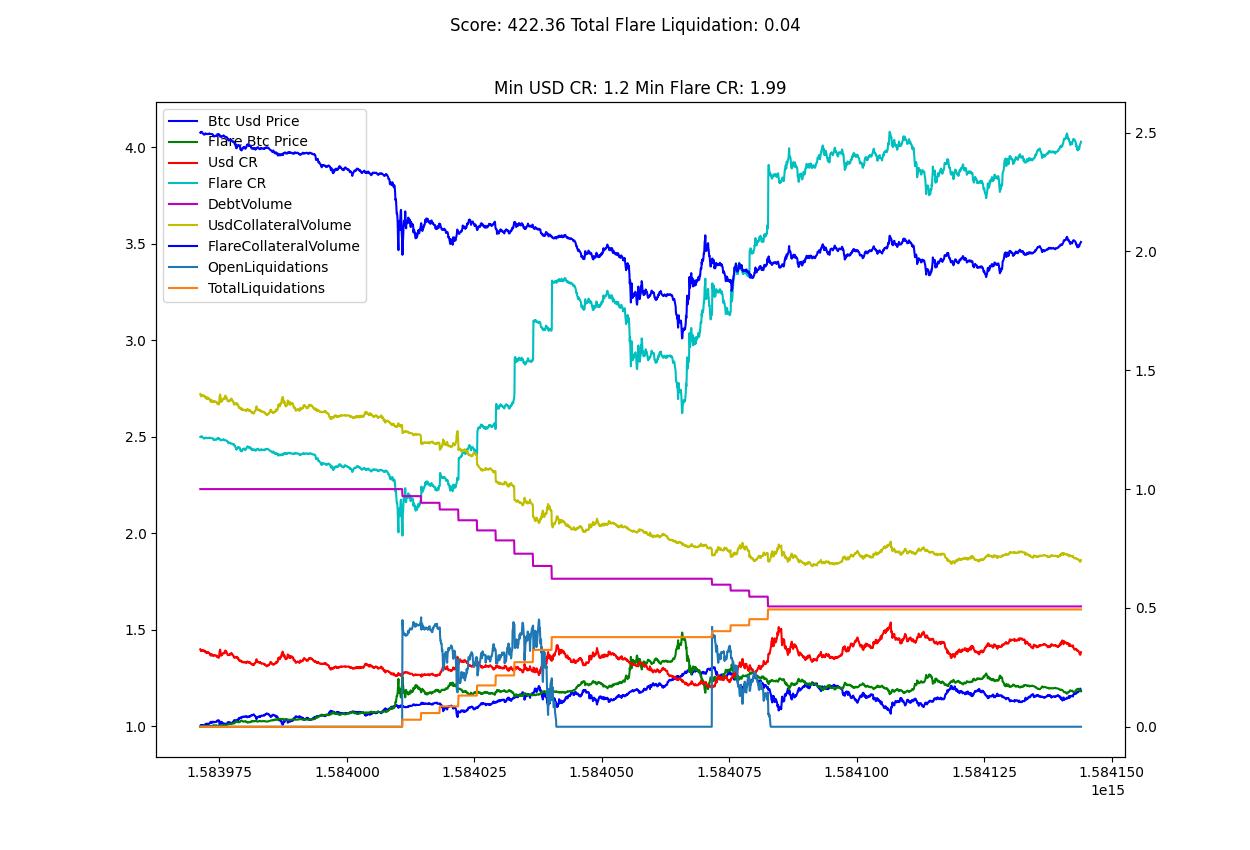 Score: 422.36 Total Flare Liquidation: 0.04
Min USD CR: 1.2 Min Flare CR: 1.99
Btc Usd Price
Flare Btc Price
Usd CR
Flare CR
DebtVolume
UsdCollateralVolume
FlareCollateralVolume
OpenLiquidations
TotalLiquidations
4.0
3.5
3.0
2.5
2.0
1.5
1.0
2.5
2.0
1.5
1.0
0.5
0.0
1.583975 1.584000 1.584025 1.584050 1.584075 1.584100 1.584125 1.584150
1e15